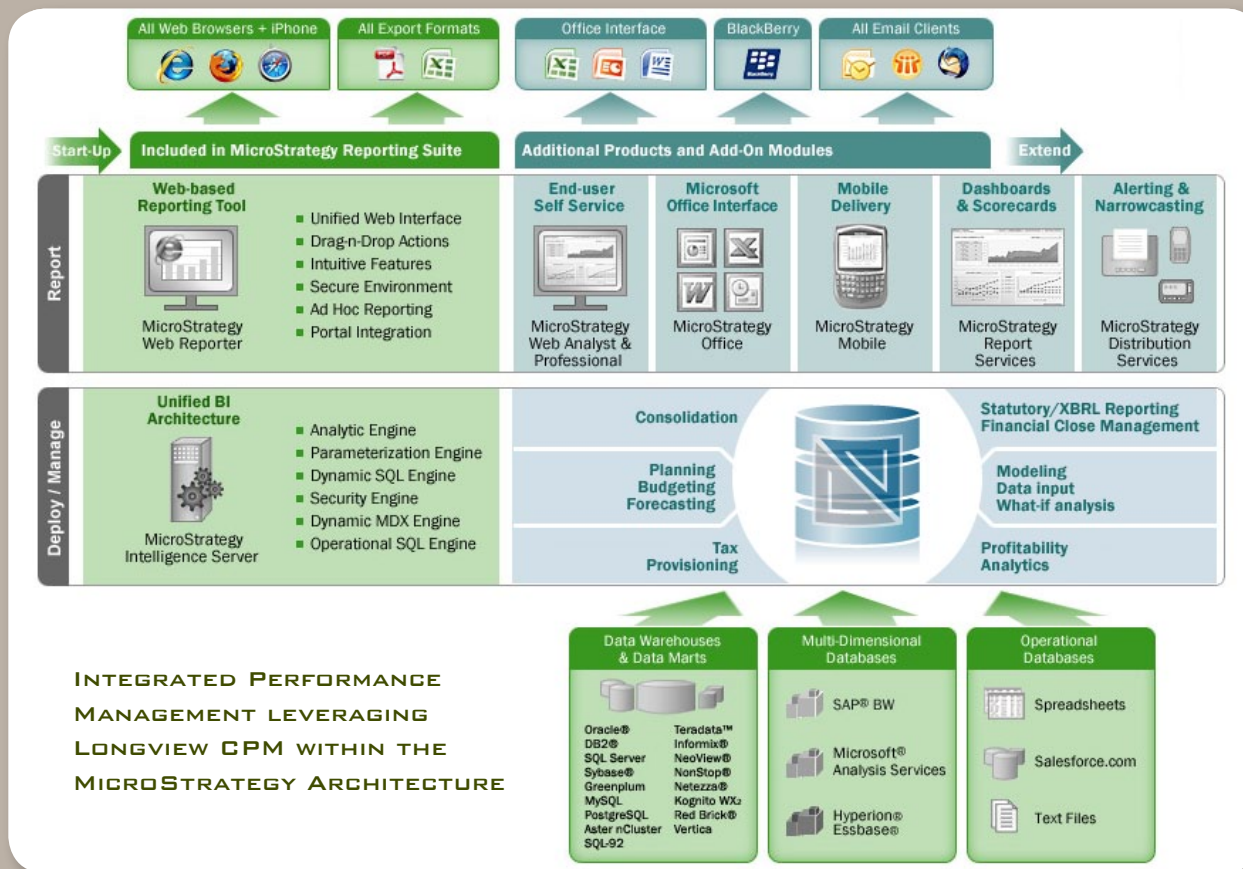 All Web Browsers + iPhone
All Export Formats
Office Interface
BlackBerry
All Email Clients
BlackBerry
Start-Up
Included in MicroStrategy Reporting Suite
Additional Products and Add-On Modules
Extend
Report
Web-based
Reporting Tool
MicroStrategy
Web Reporter
Unified Web Interface
Drag-n-Drop Actions
Intuitive Features
Secure Environment
Ad Hoc Reporting
Portal Integration
End-user
Self Service
MicroStrategy
Web Analyst &
Professional
Microsoft
Office Interface
MicroStrategy
Office
Mobile
Delivery
MicroStrategy
Mobile
Dashboards
& Scorecards
MicroStrategy
Report
Services
Alerting &
Narrowcasting
MicroStrategy
Distribution
Services
Deploy / Manage
Unified BI
Architecture
MicroStrategy
Intelligence Server
Analytic Engine
Parameterization Engine
Dynamic SQL Engine
Security Engine
Dynamic MDX Engine
Operational SQL Engine
Consolidation
Planning
Budgeting
Forecasting
Tax
Provisioning
Statutory/XBRL Reporting
Financial Close Management
Modeling
Data input
What-if analysis
Profitability
Analytics
Integrated Performance
Management leveraging
Longview CPM within the
MicroStrategy Architecture
Data Warehouses
& Data Marts
Oracle®
DB2®
SQL Server
Sybase®
Greenplum
MySQL
PostgreSQL
Aster nCluster
SQL-92
Teradata™
Informix®
NeoView®
NonStop®
Netezza®
Kognito WX2
Red Brick®
Vertica
Multi-Dimensional
Databases
SAP® BW
Microsoft®
Analysis Services
Hyperion®
Essbase®
Operational
Databases
Spreadsheets
Salesforce.com
Text Files